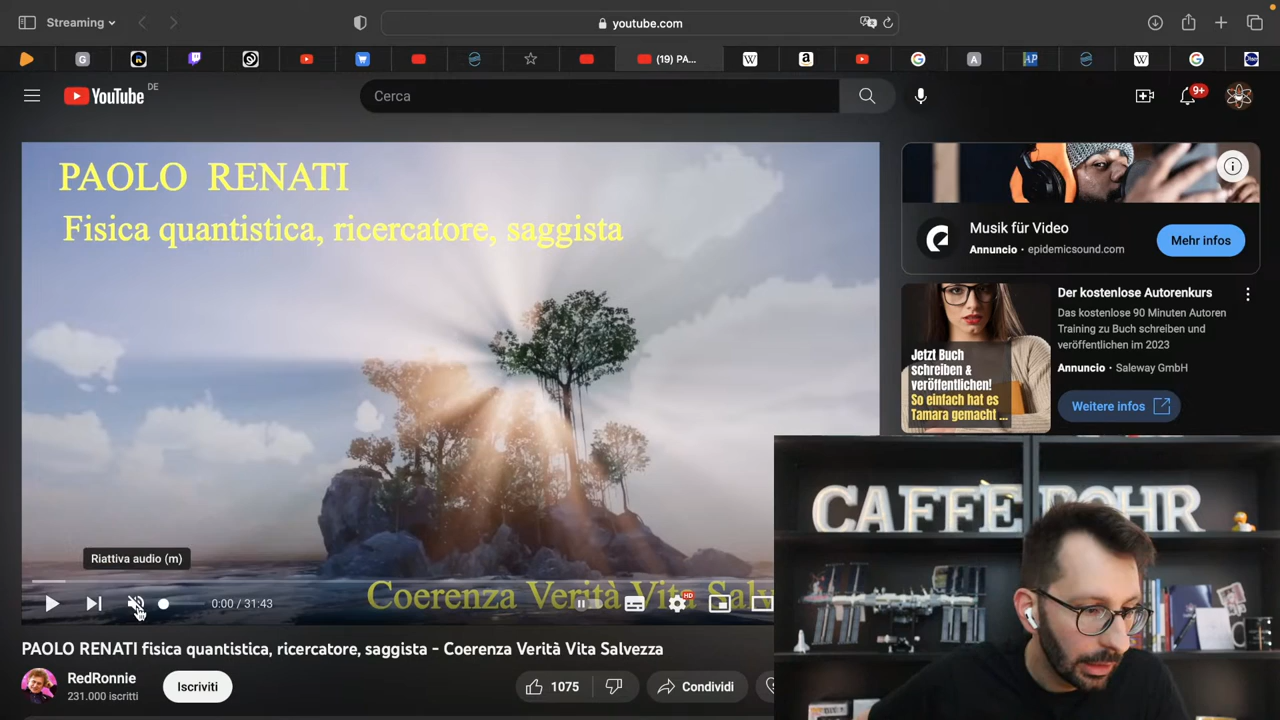 Streaming
youtube.com
(19) PA...
YouTube DE
Cerca
9+
PAOLO RENATI
Fisica quantistica, ricercatore, saggista
Riattiva audio (m)
0:00 / 31:43
Coerenza Verità Vita Salv
HD
PAOLO RENATI fisica quantistica, ricercatore, saggista - Coerenza Verità Vita Salvezza
RedRonnie
231.000 iscritti
Iscriviti
1075
Condividi
Musik für Video
Annuncio • epidemicsound.com
Mehr infos
Jetzt Buch
schreiben &
veröffentlichen!
So einfach hat es
Tamara gemacht ...
Der kostenlose Autorenkurs
Das kostenlose 90 Minuten Autoren
Training zu Buch schreiben und
veröffentlichen im 2023
Annuncio • Saleway GmbH
Weitere infos
CAFFE BOHR